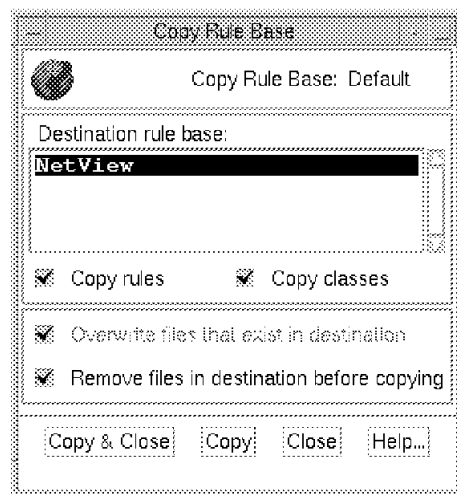 Copy Rule Base
Copy Rule Base: Default
Destination rule base:
NetView
Copy rules Copy classes
Overwrite files that exist in destination
Remove files in destination before copying
Copy & Close Copy Close Help...